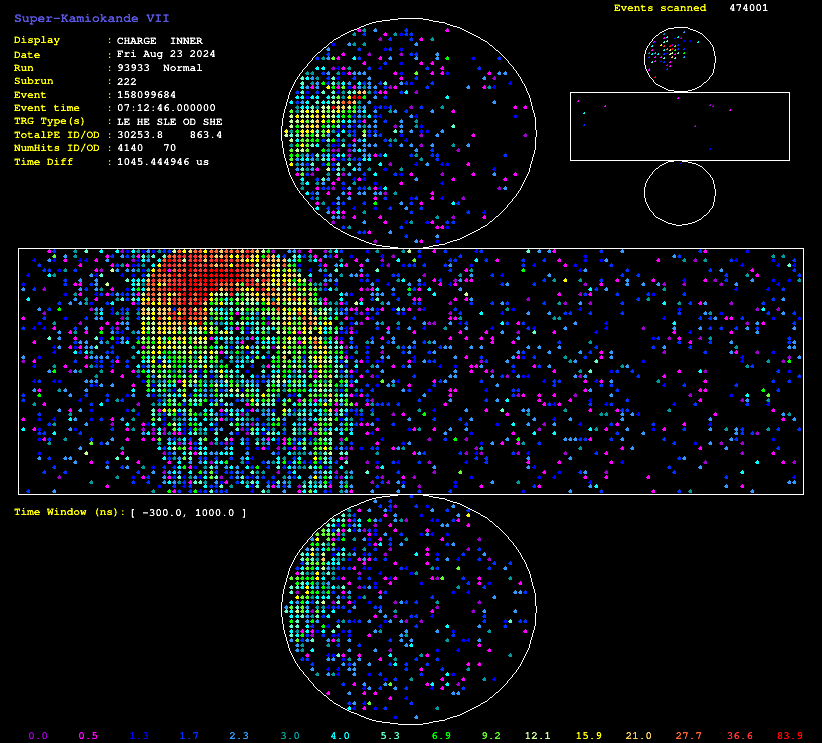 Super-Kamiokande VII
Events scanned 474001
Display : CHARGE INNER
Date : Fri Aug 23 2024
Run : 93933 Normal
Subrun : 222
Event : 158099684
Event time : 07:12:46.000000
TRG Type(s) : LE HE SLE OD SHE
TotalPE ID/OD : 30253.8 863.4
NumHits ID/OD : 4140 70
Time Diff : 1045.444946 us
Time Window (ns): [ -300.0, 1000.0 ]
0.0 0.5 1.1 1.7 2.3 3.0 4.0 5.3 6.9 9.2 12.1 15.9 21.0 27.7 36.6 83.9